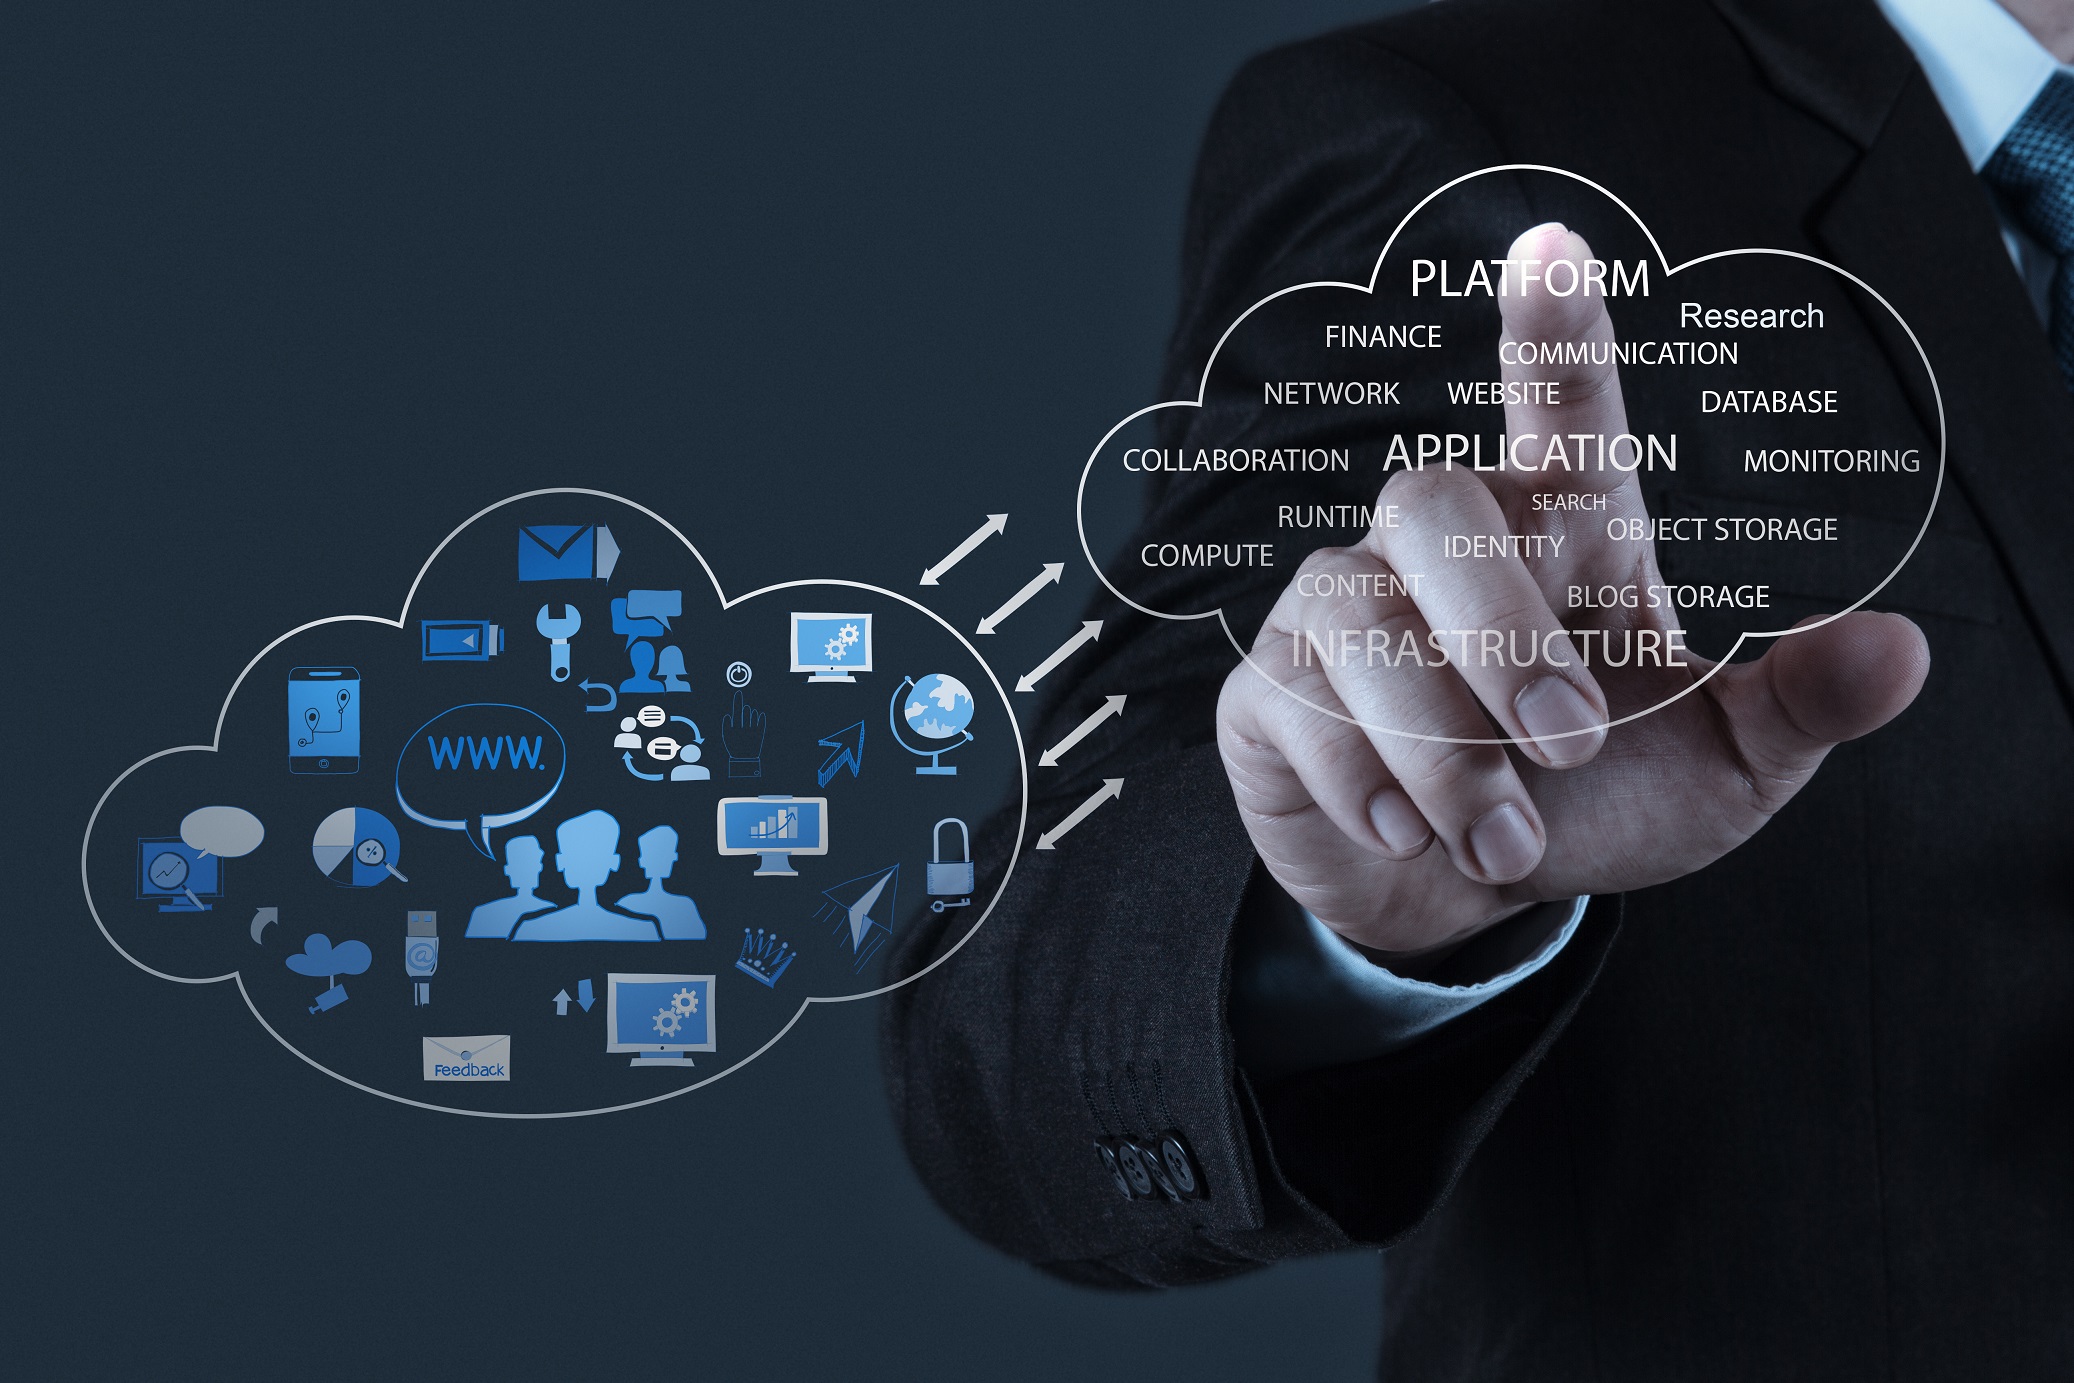 PLATFORM
Research
FINANCE
COMMUNICATION
NETWORK WEBSITE DATABASE
COLLABORATION APPLICATION MONITORING
SEARCH
RUNTIME OBJECT STORAGE
IDENTITY
COMPUTE
CONTENT BLOG STORAGE
INFRASTRUCTURE
WWW.
%
@
Feedback